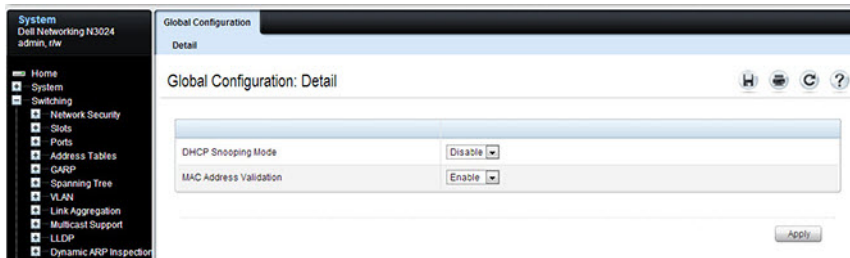 System
Dell Networking N3024
admin, r/w
Home
System
Switching
Network Security
Slots
Ports
Address Tables
GARP
Spanning Tree
VLAN
Link Aggregation
Multicast Support
LLDP
Dynamic ARP Inspection
Global Configuration
Detail
Global Configuration: Detail
DHCP Snooping Mode Disable
MAC Address Validation Enable
Apply